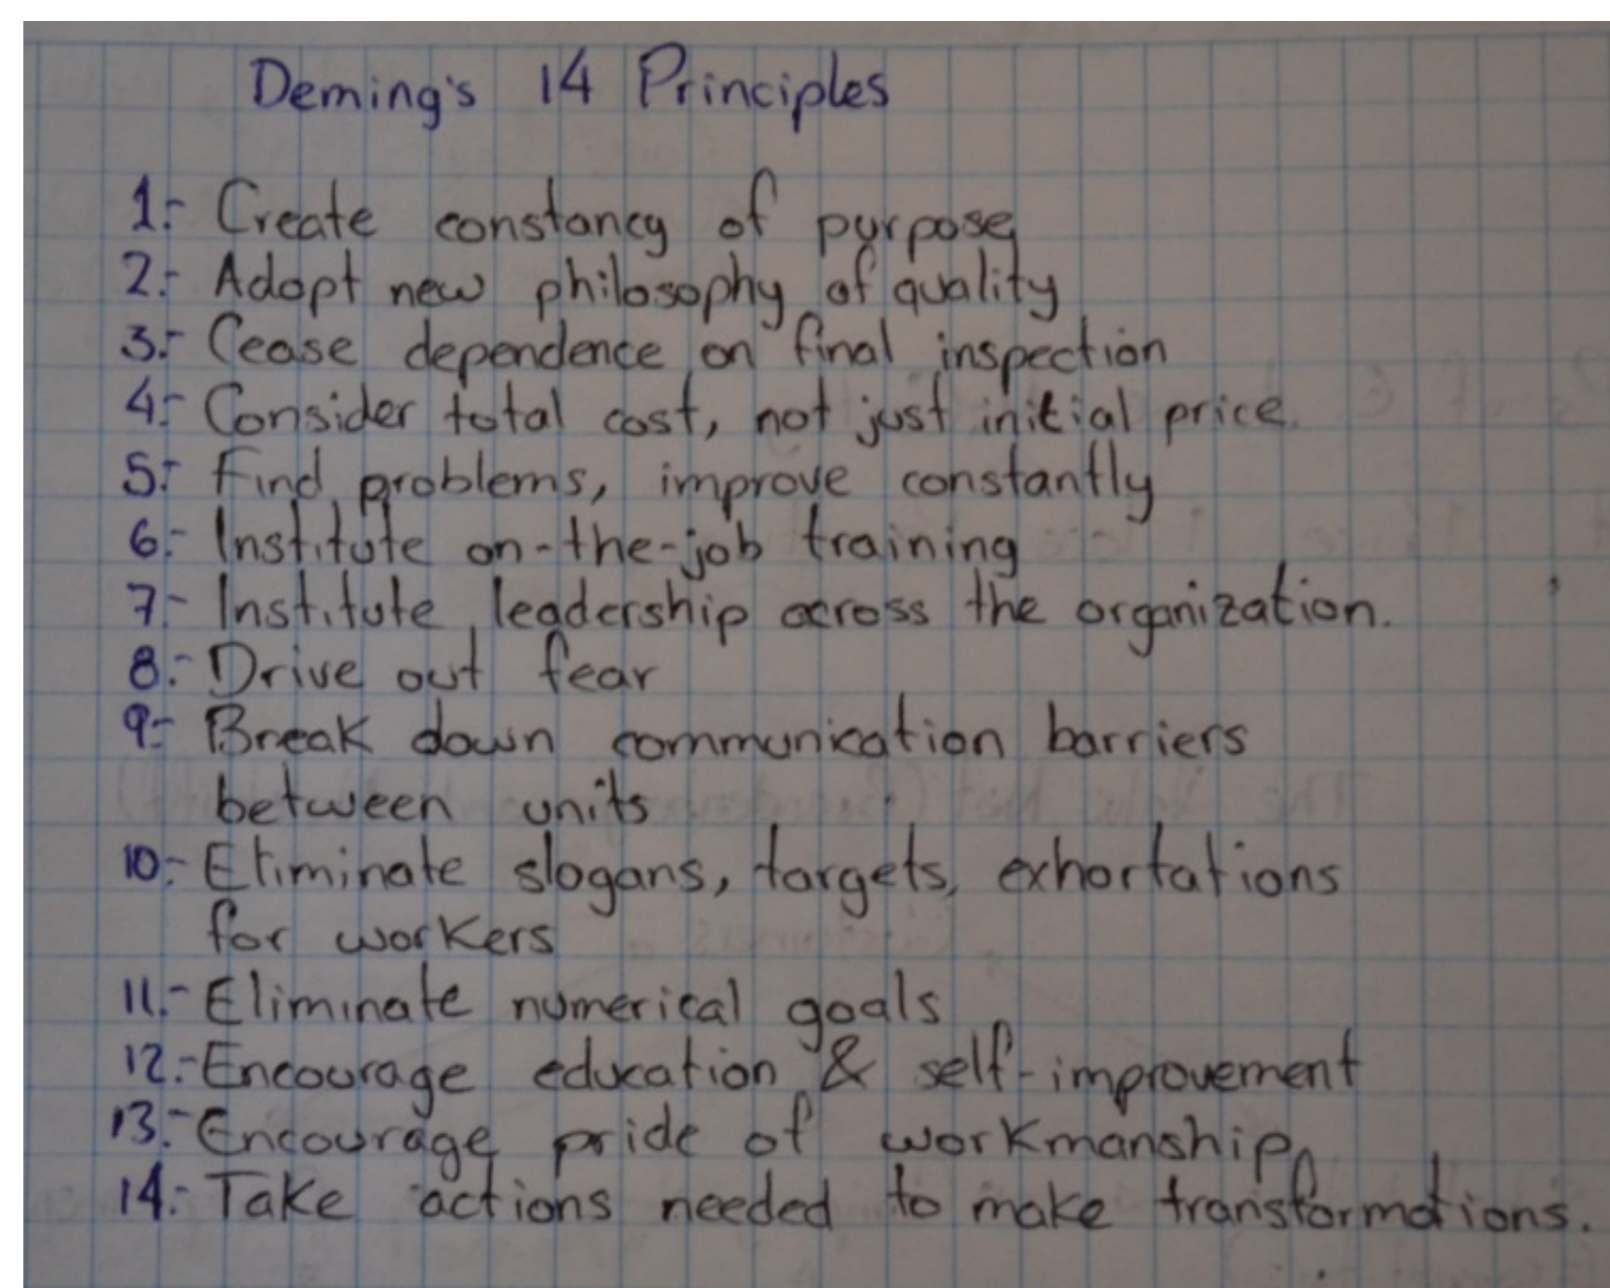 Deming's 14 Principles
1:- Create constancy of purpose
2:- Adopt new philosophy of quality
3:- Cease dependence on final inspection
4:- Consider total cost, not just initial price.
5:- Find problems, improve constantly
6:- Institute on-the-job training
7:- Institute leadership across the organization.
8:- Drive out fear
9:- Break down communication barriers
between units
10:- Eliminate slogans, targets, exhortations
for workers
11.- Eliminate numerical goals
12.- Encourage education & self-improvement
13.- Encourage pride of workmanship
14.- Take actions needed to make transformations.